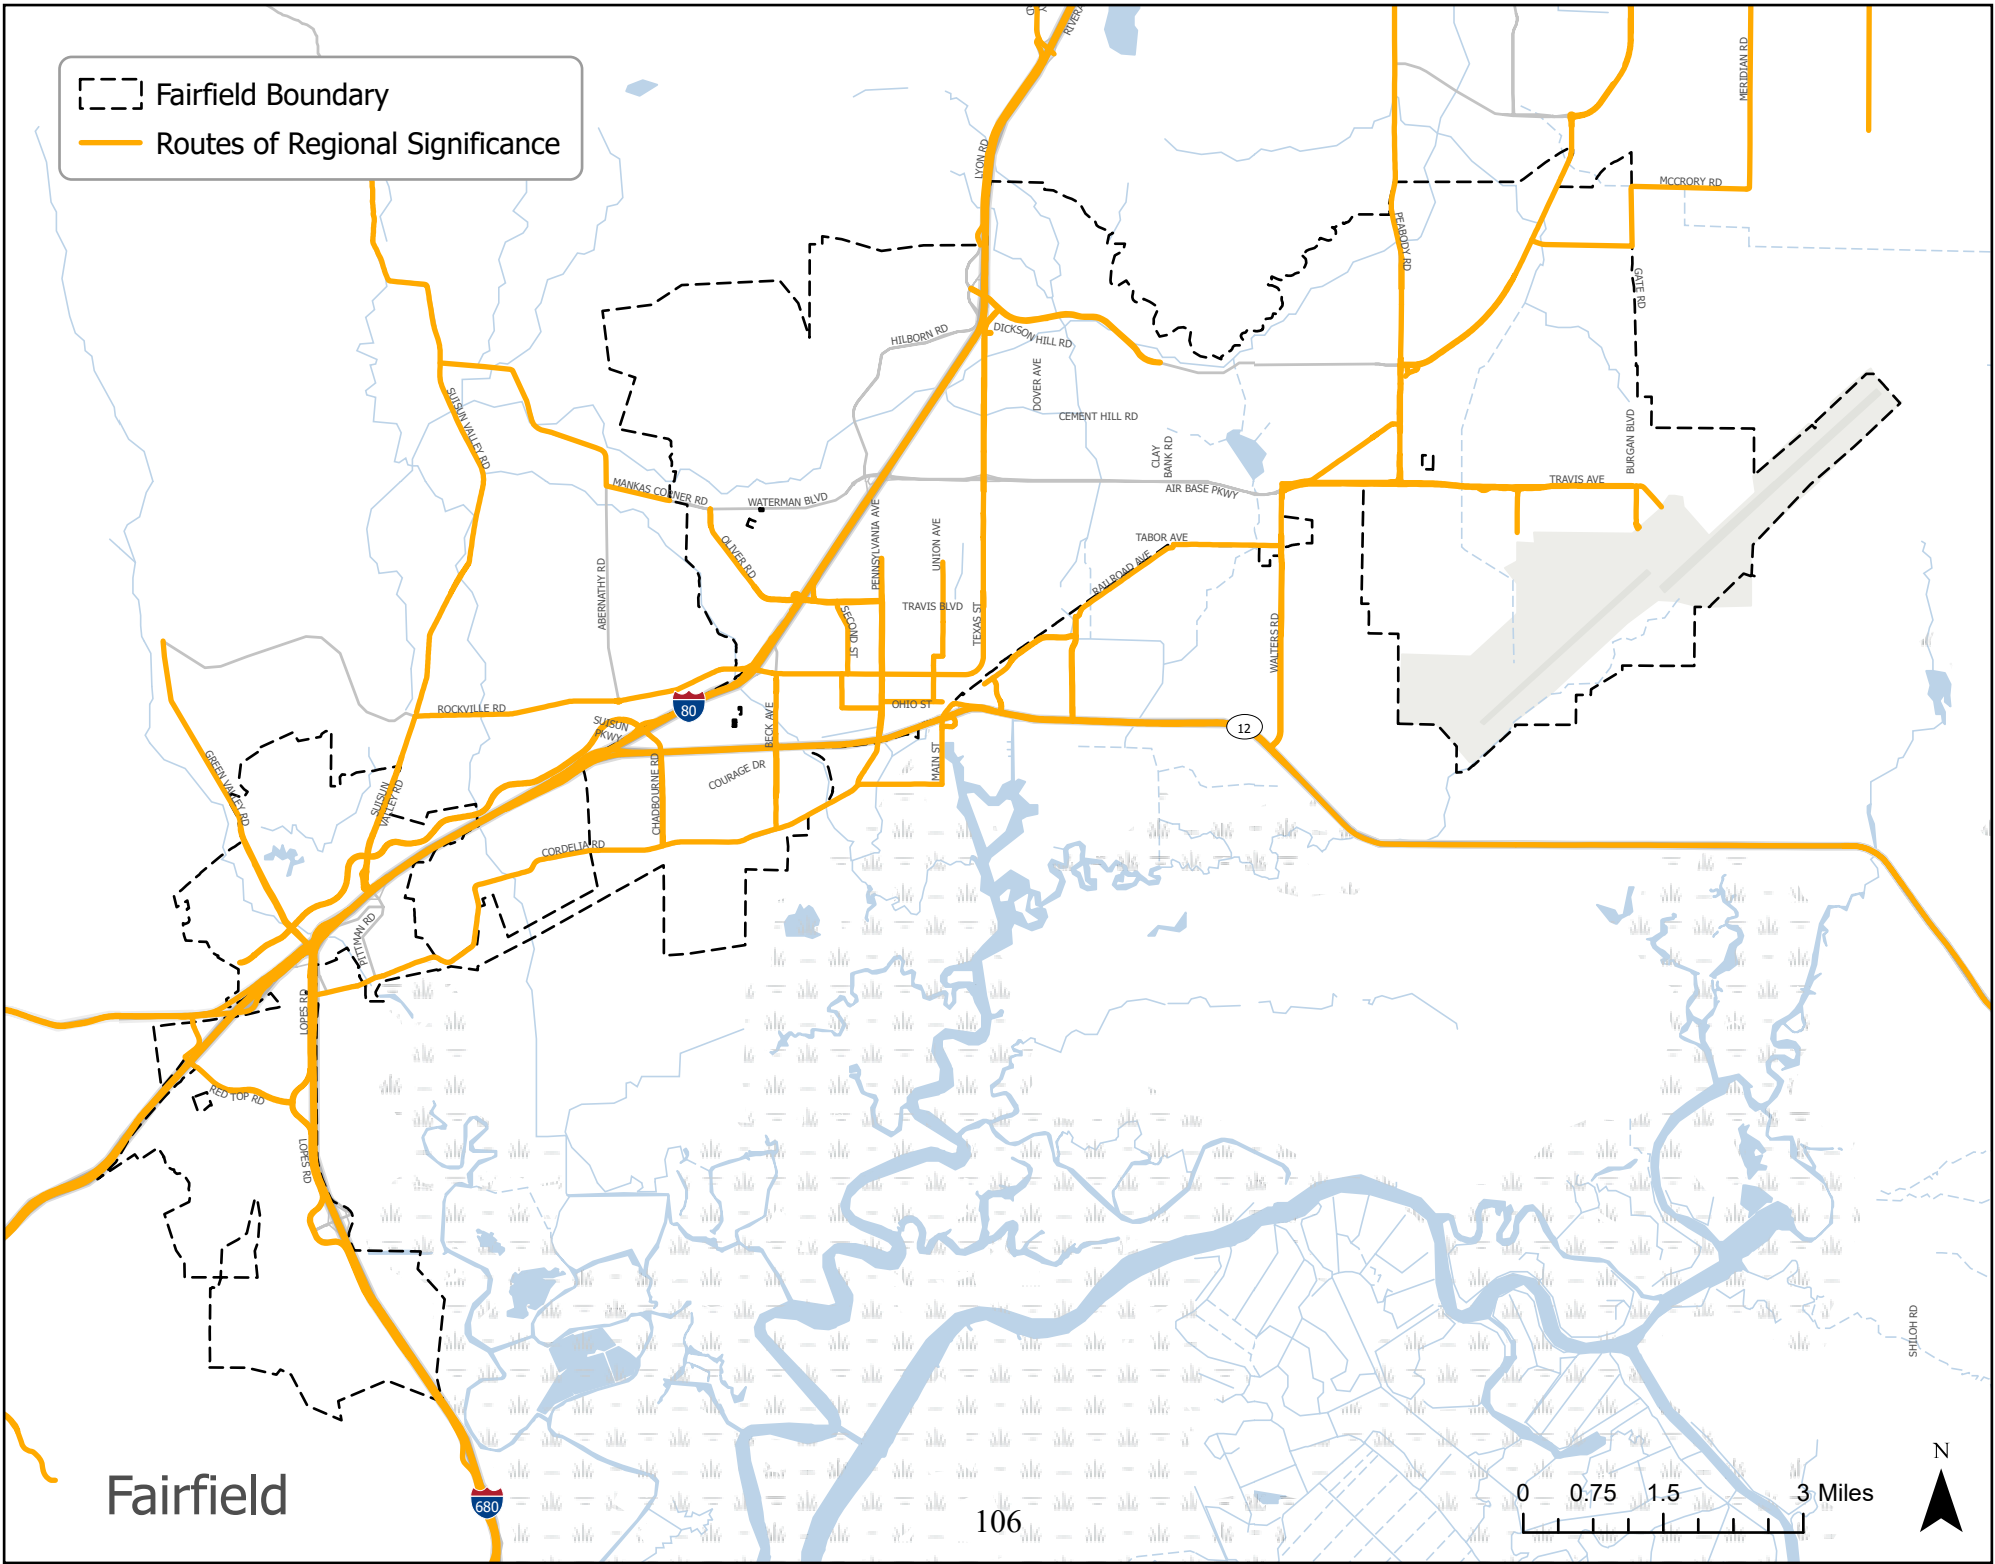 Fairfield Boundary
Routes of Regional Significance
RIVERA
LYON RD
MERIDIAN RD
MCCRORY RD
PEABODY RD
GATE RD
HILBORN RD
DICKSON HILL RD
DOVER AVE
CEMENT HILL RD
SUISUN VALLEY RD
CLAY
BANK RD
BURGAN BLVD
MANKAS CORNER RD
WATERMAN BLVD
AIR BASE PKWY
TRAVIS AVE
PENNSYLVANIA AVE
UNION AVE
OLIVER RD
TABOR AVE
RAILROAD AVE
ABERNATHY RD
SECOND ST
TRAVIS BLVD
TEXAS ST
WALTERS RD
ROCKVILLE RD
80
OHIO ST
SUISUN
PKWY
BECK AVE
12
GREEN VALLEY RD
SUISUN
VALLEY RD
CHADBOURNE RD
COURAGE DR
MAIN ST
CORDELIA RD
PITTMAN RD
LOPES RD
RED TOP RD
LOPES RD
SHILOH RD
Fairfield
680
106
0 0.75 1.5 3 Miles
N